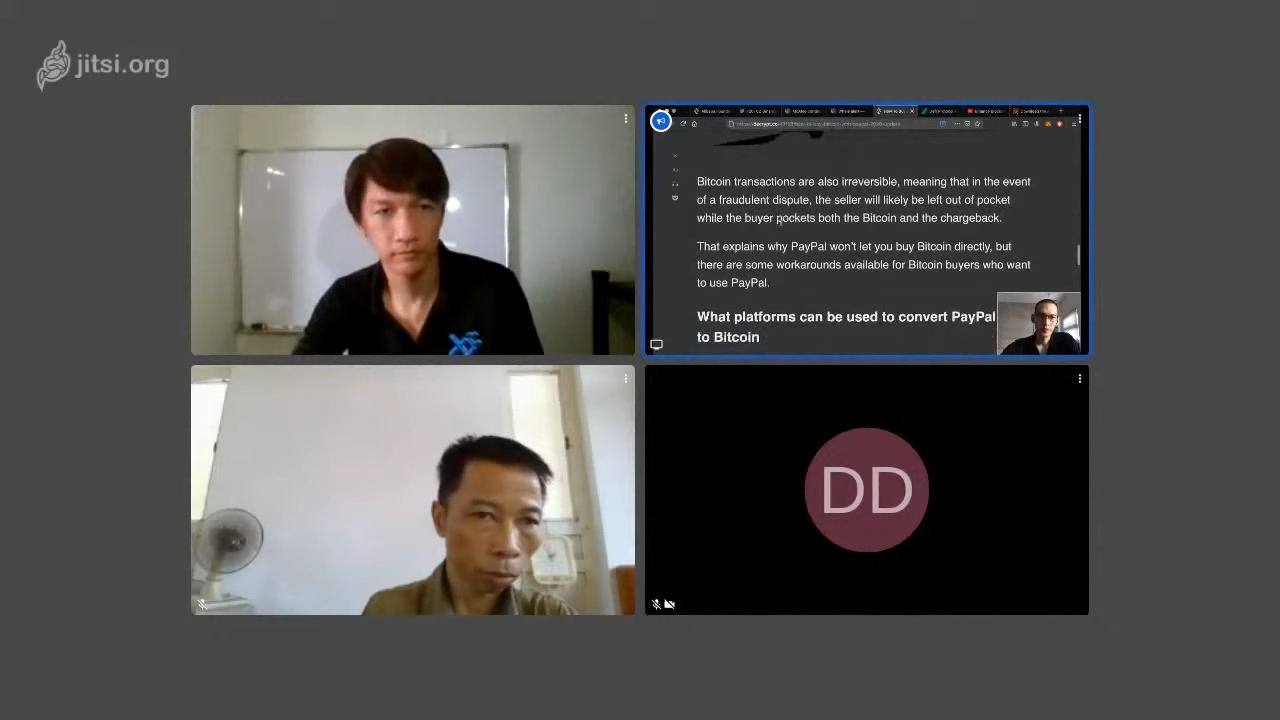 jitsi.org
Bitcoin transactions are also irreversible, meaning that in the event
of a fraudulent dispute, the seller will likely be left out of pocket
while the buyer pockets both the Bitcoin and the chargeback.
That explains why PayPal won't let you buy Bitcoin directly, but
there are some workarounds available for Bitcoin buyers who want
to use PayPal.
What platforms can be used to convert PayPal
to Bitcoin
DD